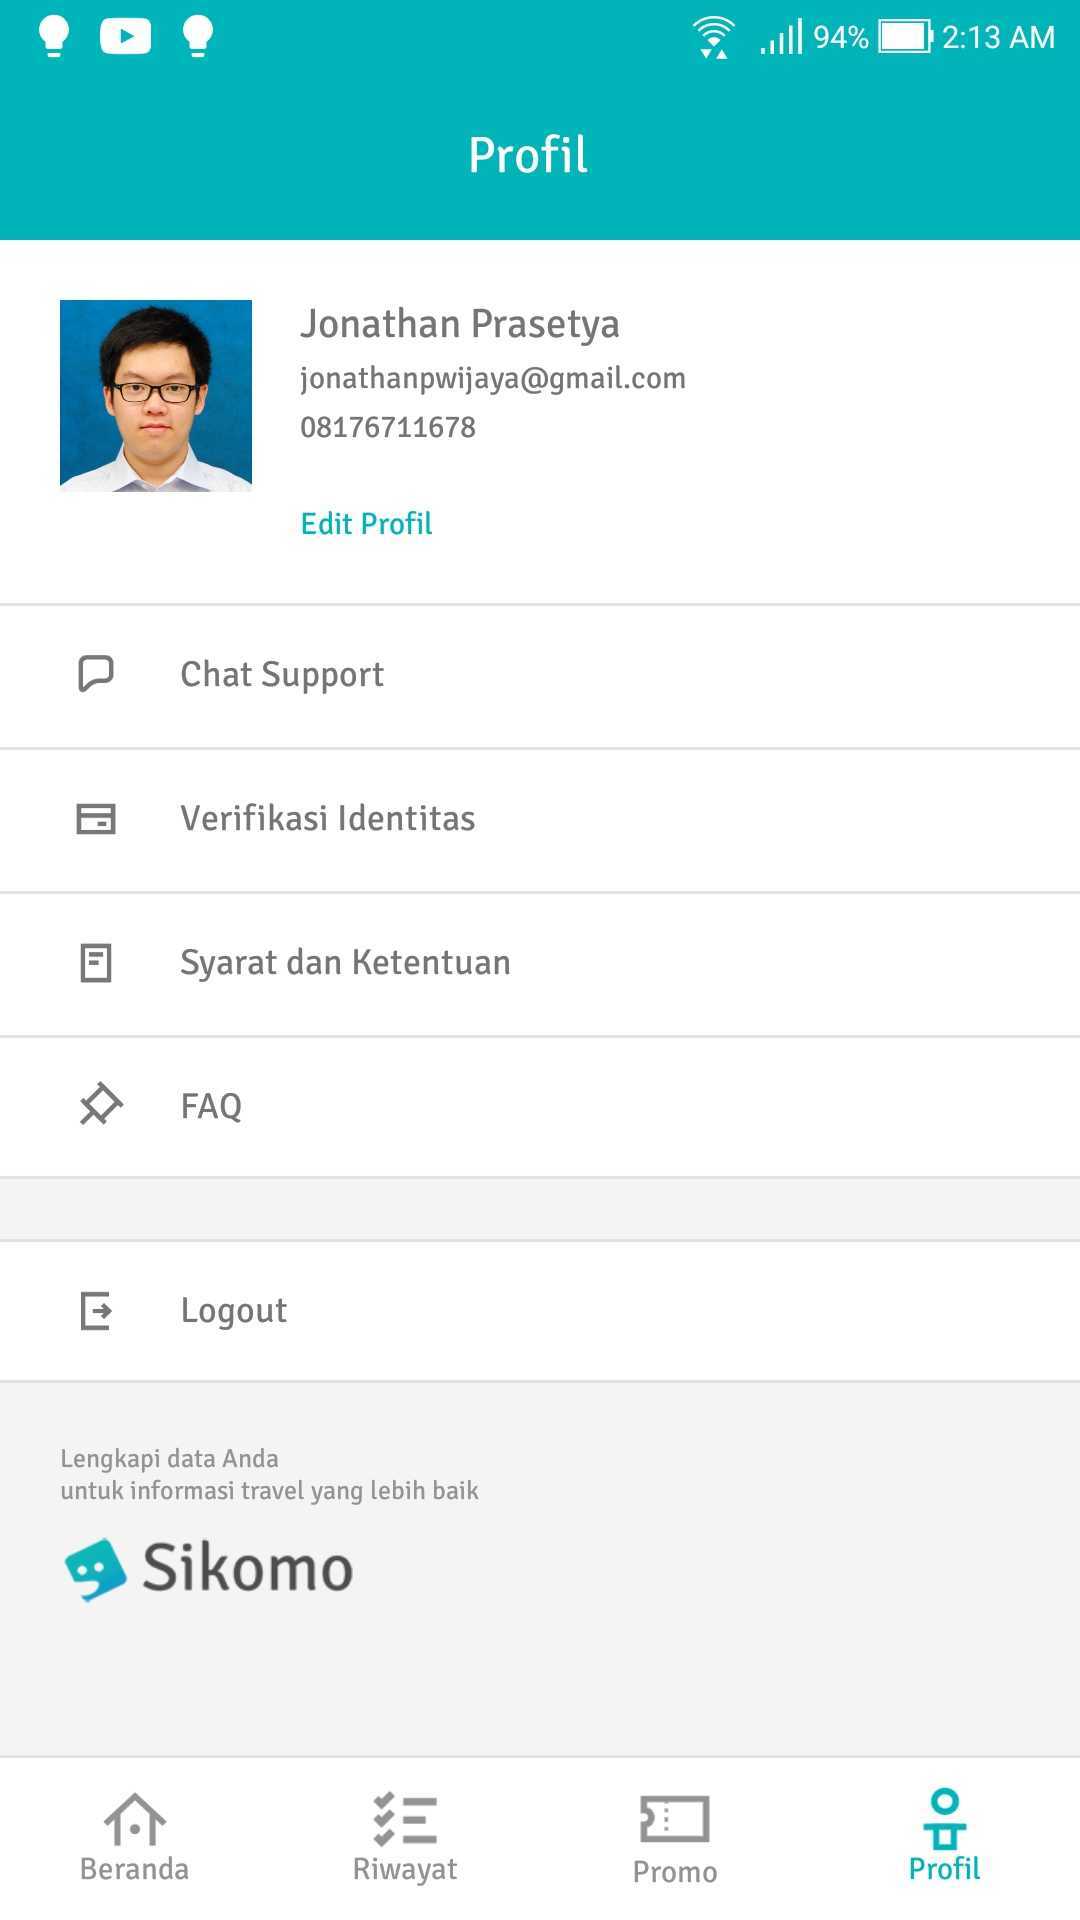 94% 2:13 AM
Profil
Jonathan Prasetya
jonathanpwijaya@gmail.com
08176711678
Edit Profil
Chat Support
Verifikasi Identitas
Syarat dan Ketentuan
FAQ
Logout
Lengkapi data Anda
untuk informasi travel yang lebih baik
Sikomo
Beranda
Riwayat
Promo
Profil